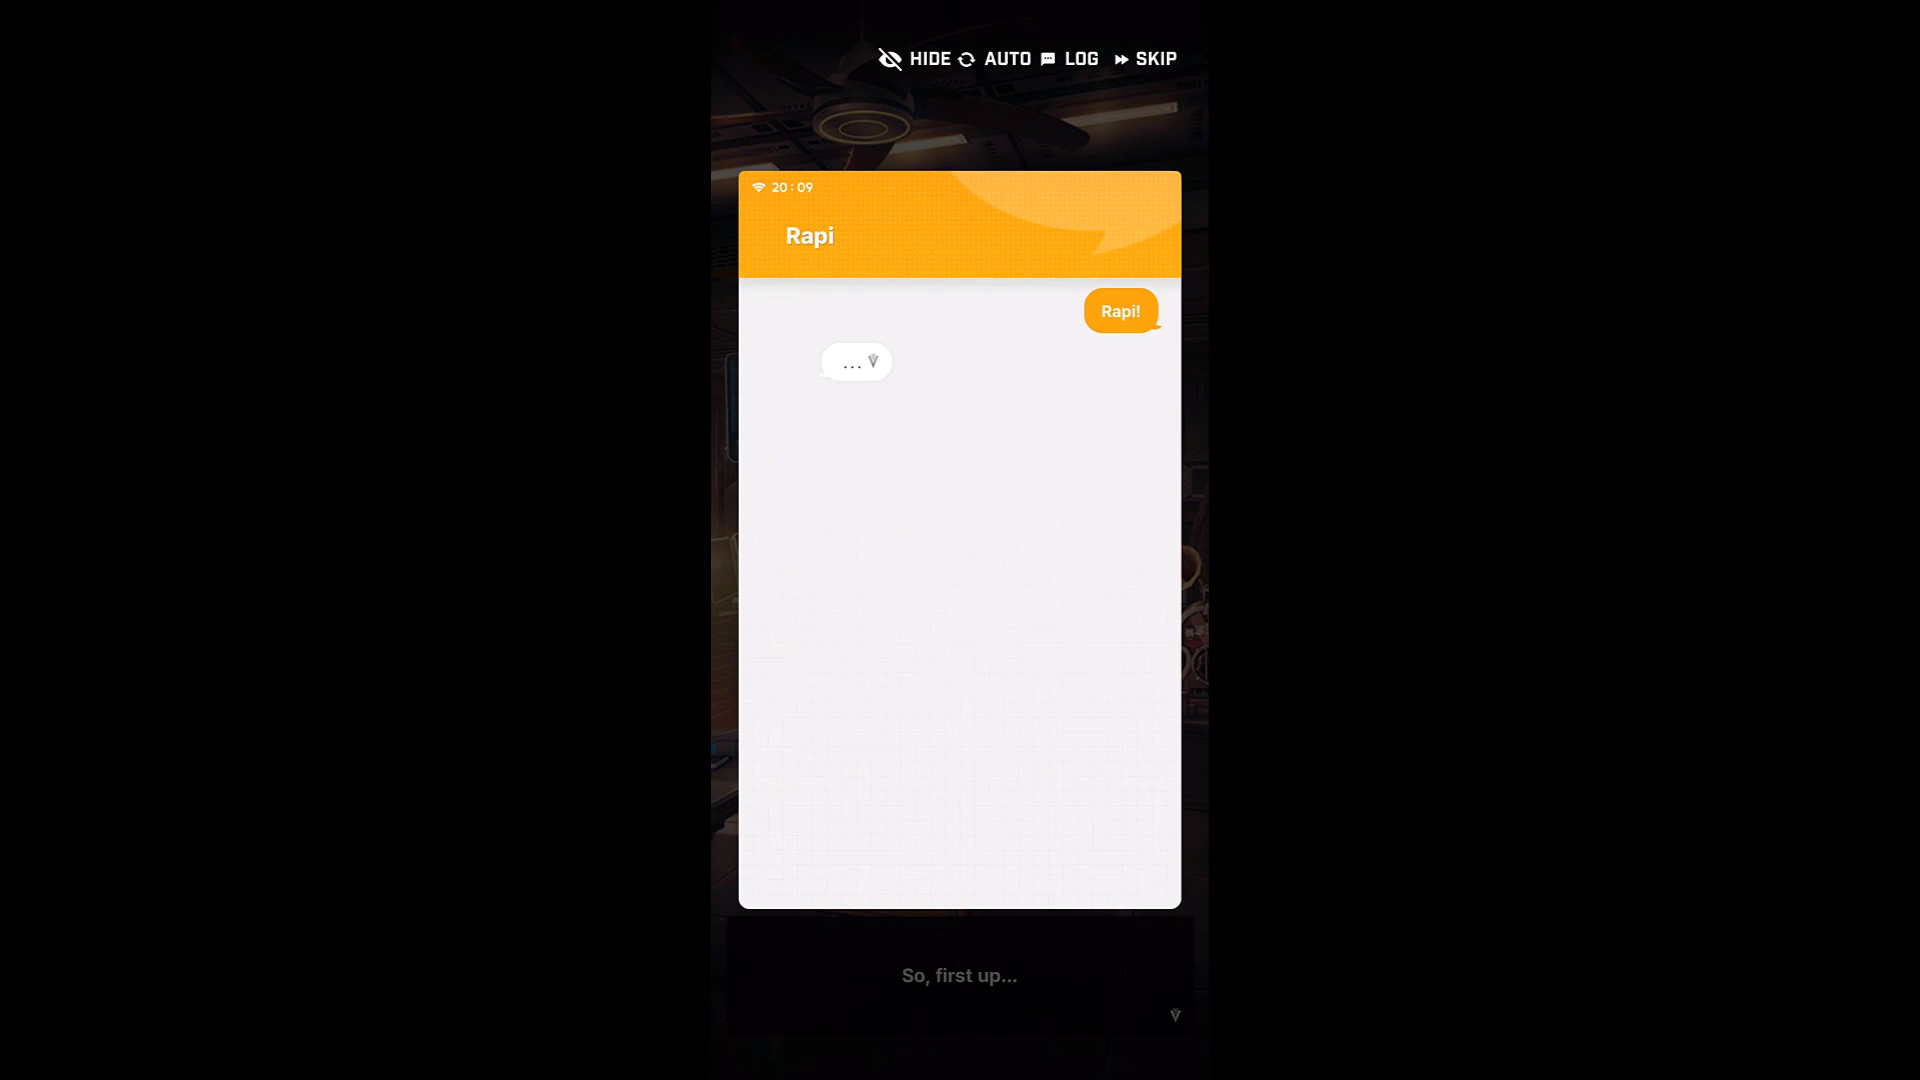 HIDE AUTO LOG SKIP
20:09
Rapi
Rapi!
...
So, first up...